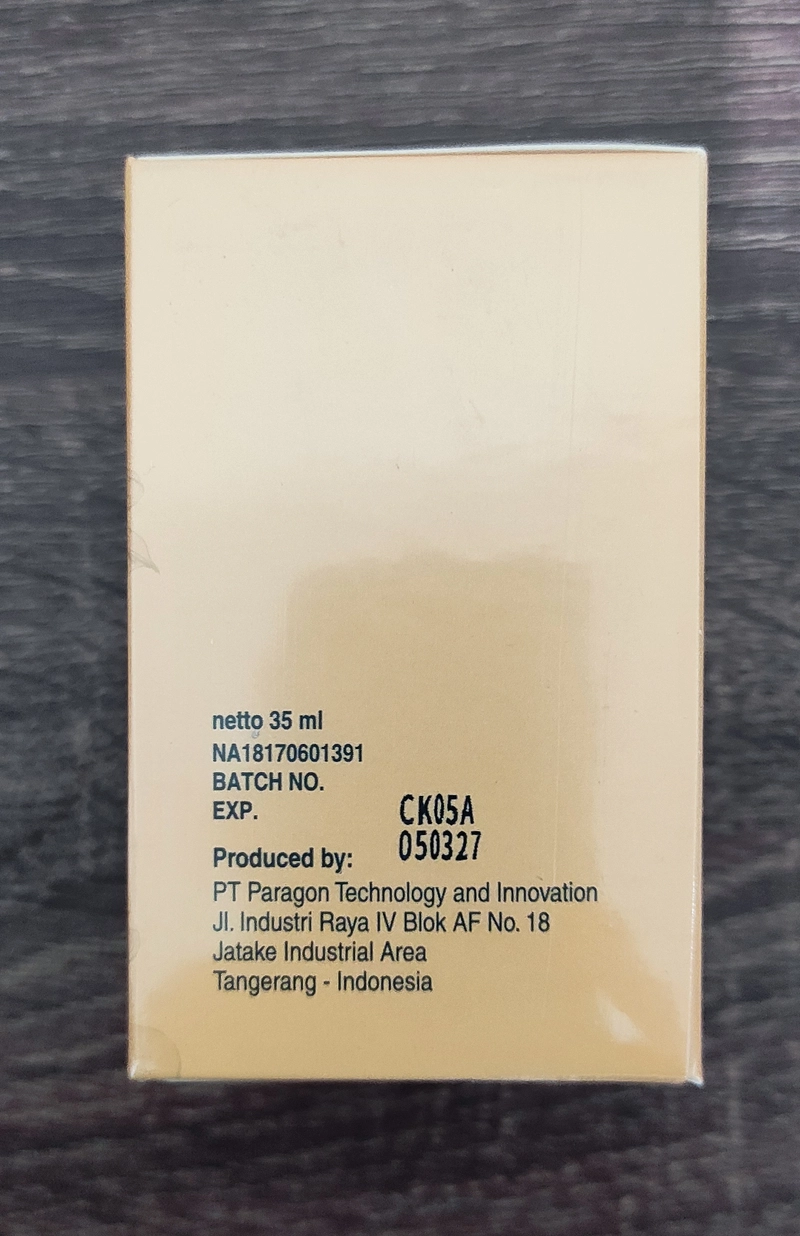 netto 35 ml
NA18170601391
BATCH NO.
EXP.
CK05A
050327
Produced by:
PT Paragon Technology and Innovation
Jl. Industri Raya IV Blok AF No. 18
Jatake Industrial Area
Tangerang - Indonesia